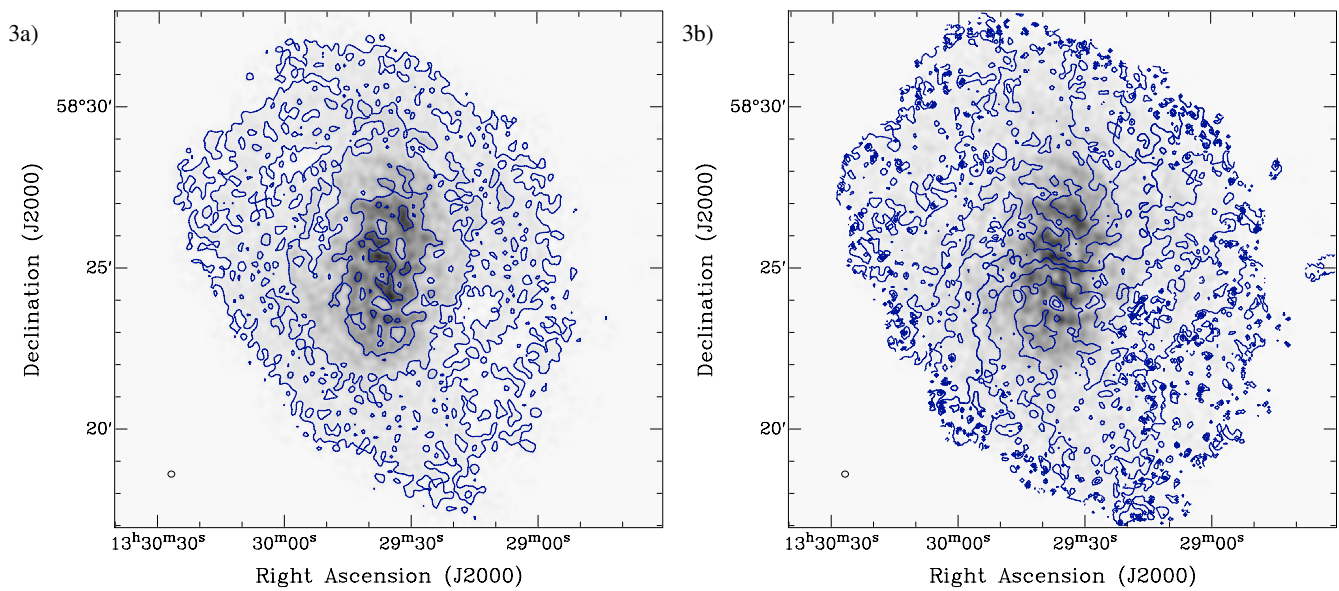 3a)
58°30′
25′
20′
Declination (J2000)
13ʰ30ᵐ30ˢ 30ᵐ00ˢ 29ᵐ30ˢ 29ᵐ00ˢ
Right Ascension (J2000)
3b)
58°30′
25′
20′
Declination (J2000)
13ʰ30ᵐ30ˢ 30ᵐ00ˢ 29ᵐ30ˢ 29ᵐ00ˢ
Right Ascension (J2000)